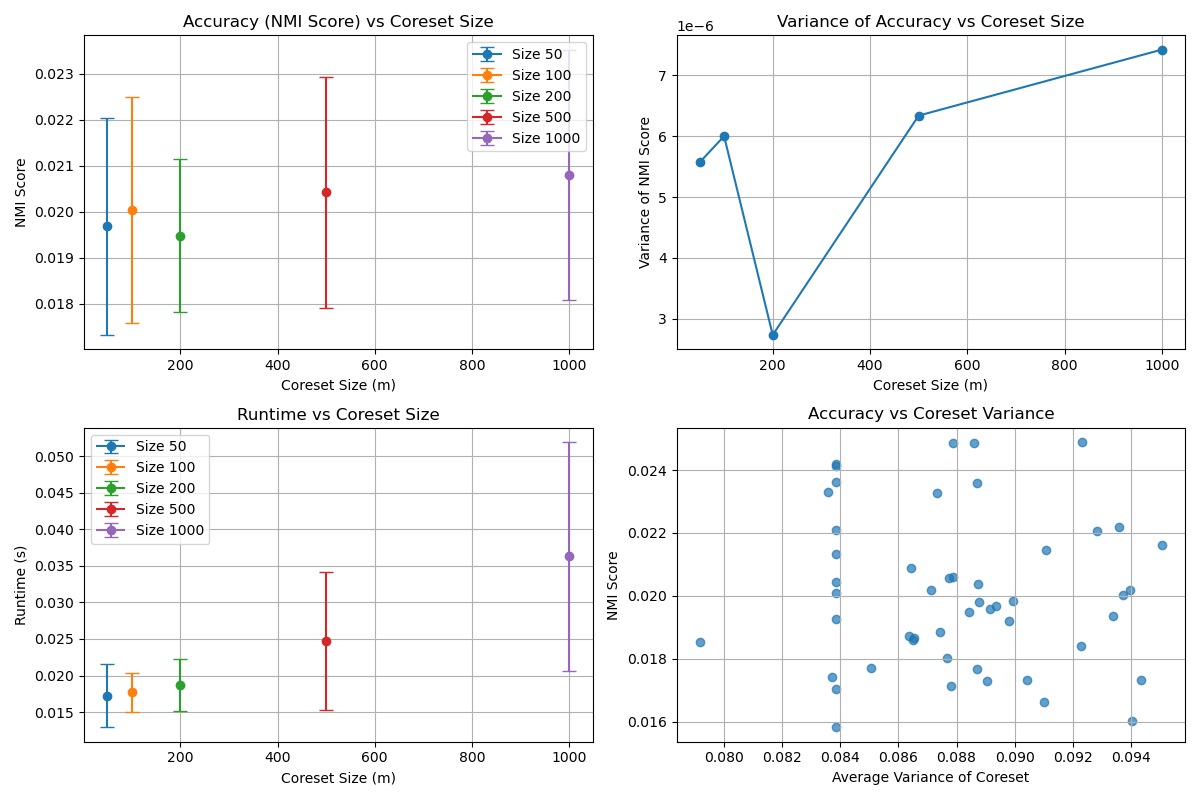 Accuracy (NMI Score) vs Coreset Size
NMI Score
0.023
0.022
0.021
0.020
0.019
0.018
Size 50
Size 100
Size 200
Size 500
Size 1000
200 400 600 800 1000
Coreset Size (m)
Variance of Accuracy vs Coreset Size
1e−6
Variance of NMI Score
7
6
5
4
3
200 400 600 800 1000
Coreset Size (m)
Runtime vs Coreset Size
Runtime (s)
0.050
0.045
0.040
0.035
0.030
0.025
0.020
0.015
Size 50
Size 100
Size 200
Size 500
Size 1000
200 400 600 800 1000
Coreset Size (m)
Accuracy vs Coreset Variance
NMI Score
0.024
0.022
0.020
0.018
0.016
0.080 0.082 0.084 0.086 0.088 0.090 0.092 0.094
Average Variance of Coreset